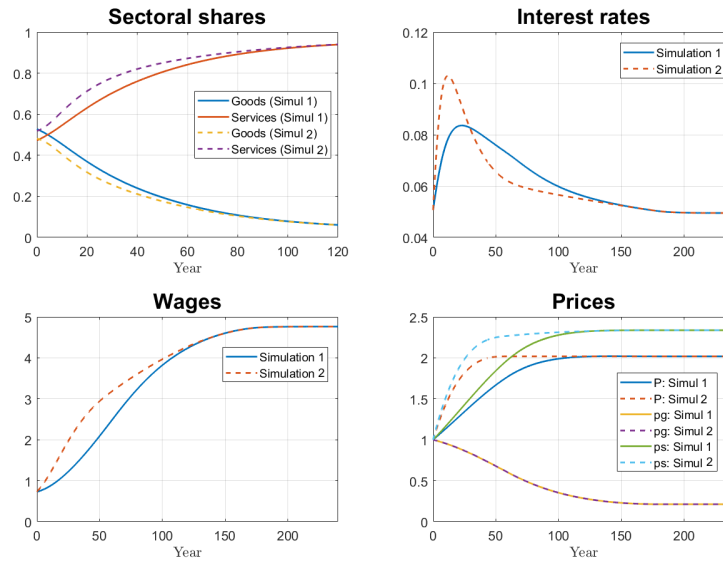 Sectoral shares
1
0.8
0.6
0.4
0.2
0
0 20 40 60 80 100 120
Year
Goods (Simul 1)
Services (Simul 1)
Goods (Simul 2)
Services (Simul 2)
Interest rates
0.12
0.1
0.08
0.06
0.04
0 50 100 150 200
Year
Simulation 1
Simulation 2
Wages
5
4
3
2
1
0
0 50 100 150 200
Year
Simulation 1
Simulation 2
Prices
2.5
2
1.5
1
0.5
0
0 50 100 150 200
Year
P: Simul 1
P: Simul 2
pg: Simul 1
pg: Simul 2
ps: Simul 1
ps: Simul 2